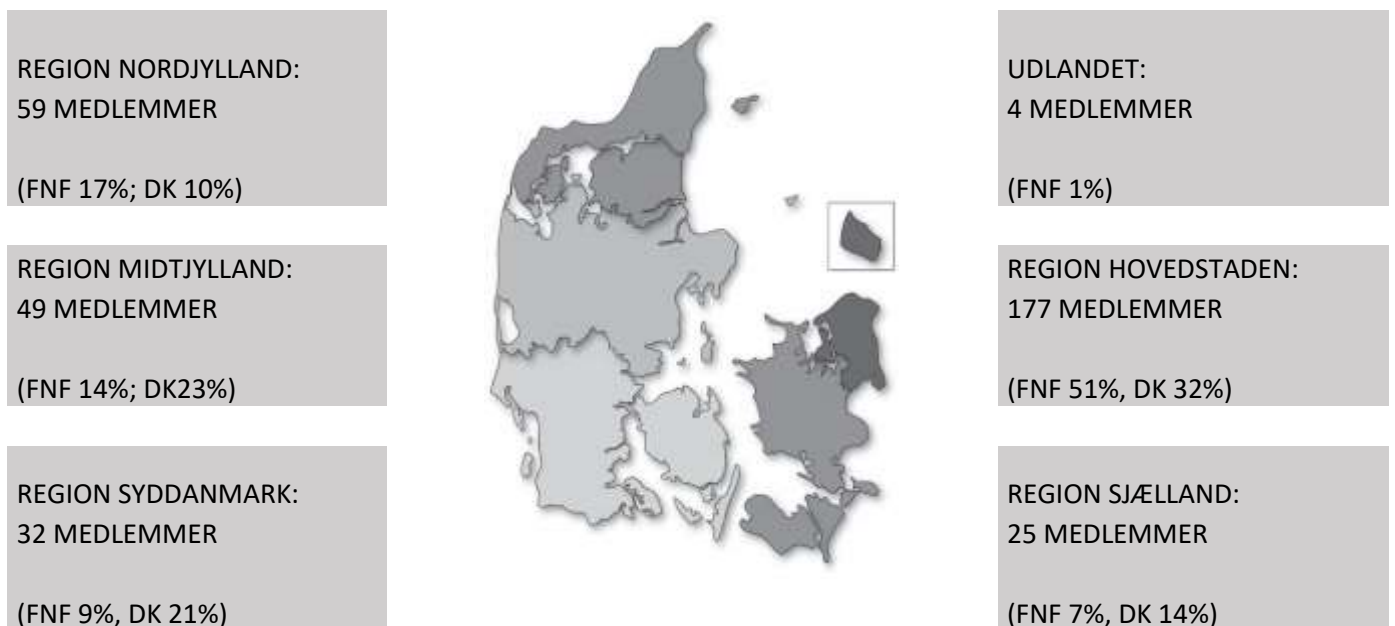 REGION NORDJYLLAND:
59 MEDLEMMER
(FNF 17%; DK 10%)
REGION MIDTJYLLAND:
49 MEDLEMMER
(FNF 14%; DK23%)
REGION SYDDANMARK:
32 MEDLEMMER
(FNF 9%, DK 21%)
UDLANDET:
4 MEDLEMMER
(FNF 1%)
REGION HOVEDSTADEN:
177 MEDLEMMER
(FNF 51%, DK 32%)
REGION SJÆLLAND:
25 MEDLEMMER
(FNF 7%, DK 14%)